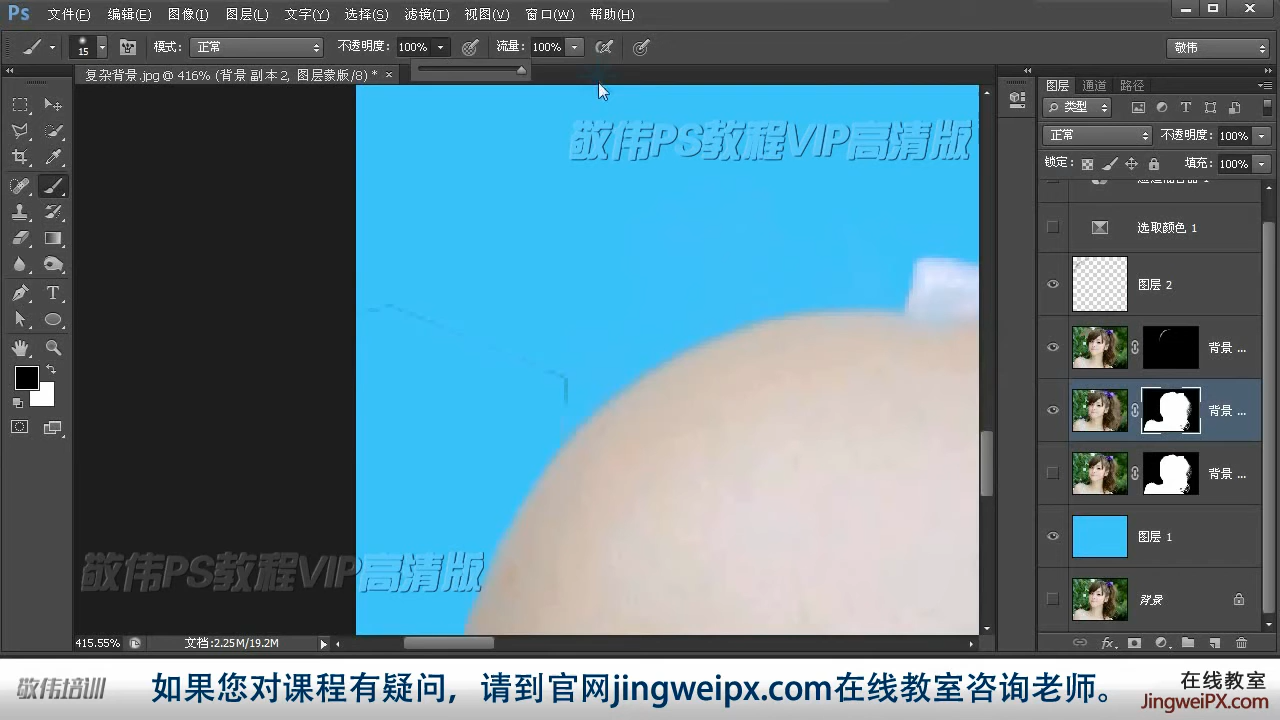 Ps 文件(F) 编辑(E) 图像(I) 图层(L) 文字(Y) 选择(S) 滤镜(T) 视图(V) 窗口(W) 帮助(H)
15 模式: 正常 不透明度: 100% 流量: 100% 敬伟
复杂背景.jpg @ 416% (背景 副本 2, 图层蒙版/8) * ×
图层 通道 路径
类型
正常 不透明度: 100%
锁定: 填充: 100%
选取颜色 1
图层 2
背景 ...
背景 ...
背景 ...
图层 1
背景
敬伟PS教程VIP高清版
敬伟PS教程VIP高清版
415.55% 文档:2.25M/19.2M
敬伟培训
如果您对课程有疑问，请到官网jingweipx.com在线教室咨询老师。
在线教室
JingweiPX.com